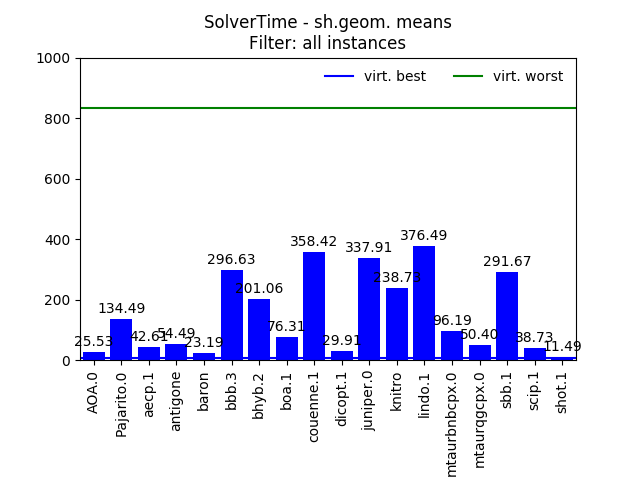 SolverTime - sh.geom. means
Filter: all instances
virt. best
virt. worst
1000
800
600
400
200
0
25.53
134.49
42.61
54.49
23.19
296.63
201.06
76.31
358.42
29.91
337.91
238.73
376.49
96.19
50.40
291.67
38.73
11.49
AOA.0
Pajarito.0
aecp.1
antigone
baron
bbb.3
bhyb.2
boa.1
couenne.1
dicopt.1
juniper.0
knitro
lindo.1
mtaurbnbcpx.0
mtaurqgcpx.0
sbb.1
scip.1
shot.1